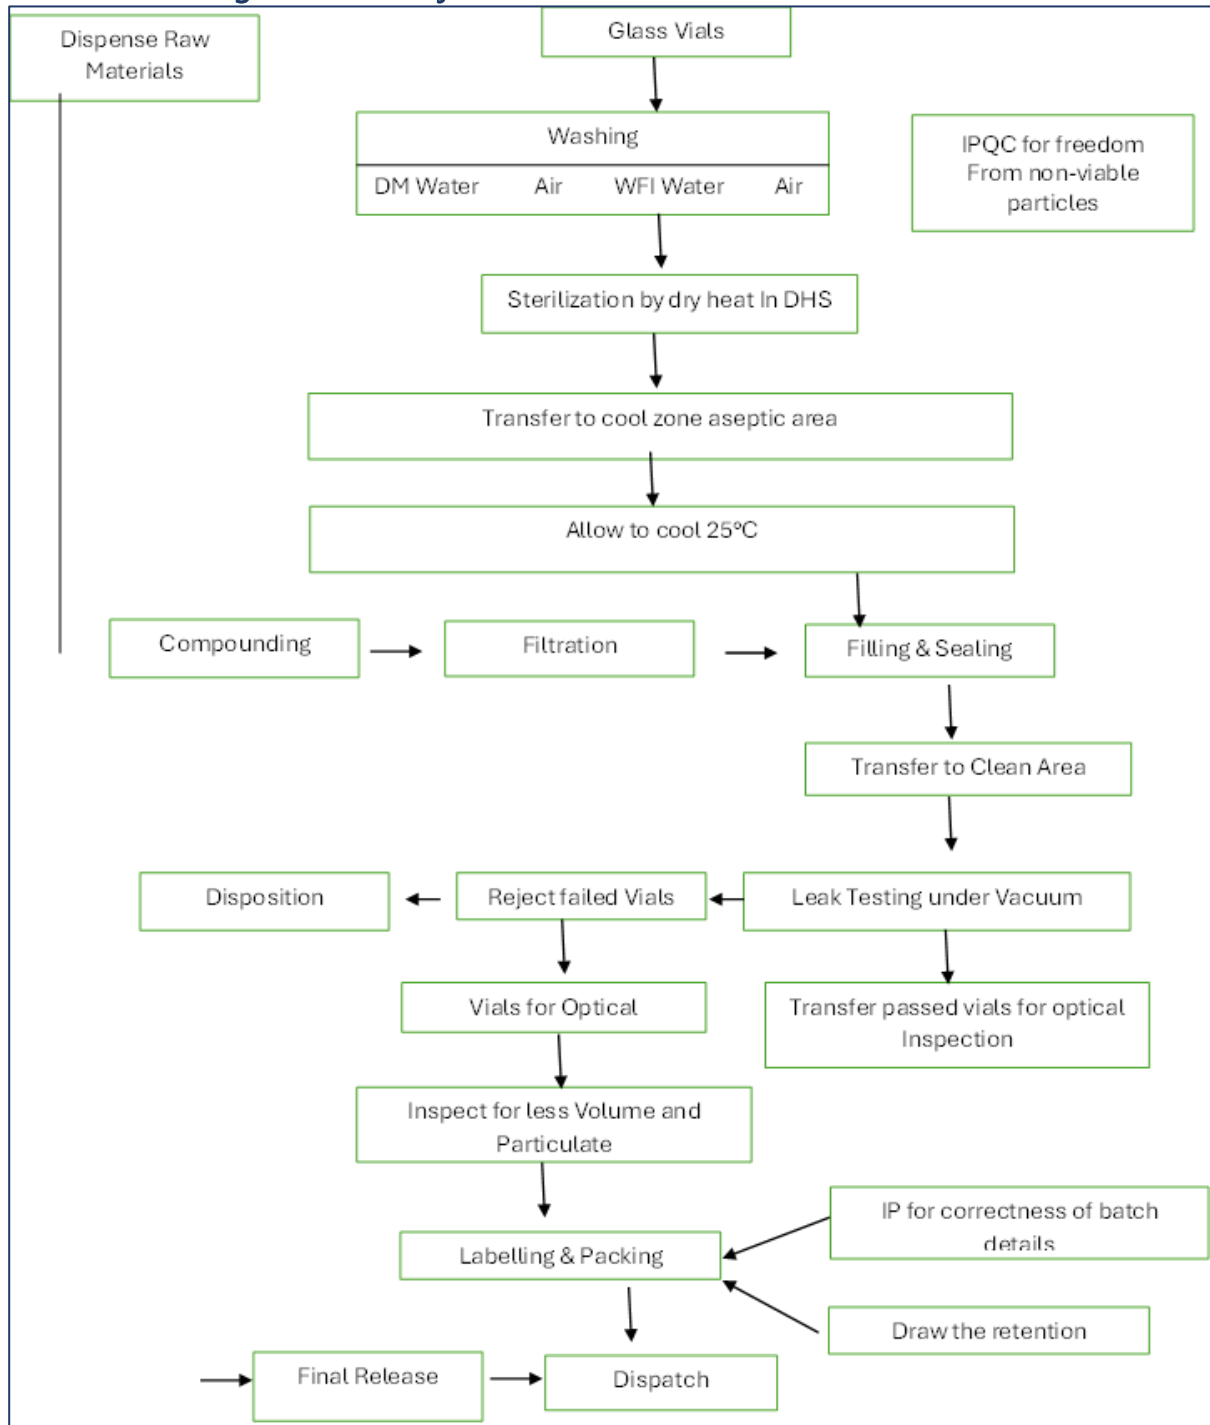 Dispense Raw
Materials
Glass Vials
Washing
DM Water Air WFI Water Air
IPQC for freedom
From non-viable
particles
Sterilization by dry heat In DHS
Transfer to cool zone aseptic area
Allow to cool 25°C
Compounding
Filtration
Filling & Sealing
Transfer to Clean Area
Disposition
Reject failed Vials
Leak Testing under Vacuum
Vials for Optical
Transfer passed vials for optical
Inspection
Inspect for less Volume and
Particulate
IP for correctness of batch
details
Labelling & Packing
Draw the retention
Final Release
Dispatch